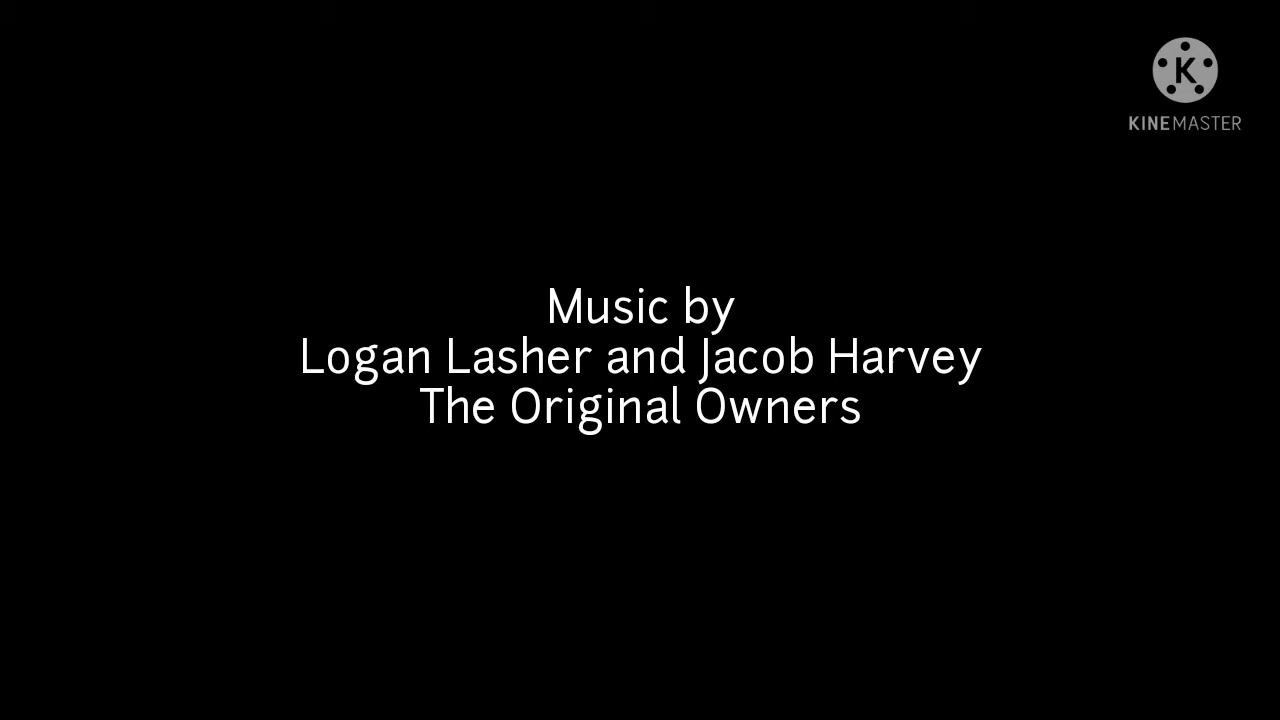 K
KINEMASTER
Music by
Logan Lasher and Jacob Harvey
The Original Owners